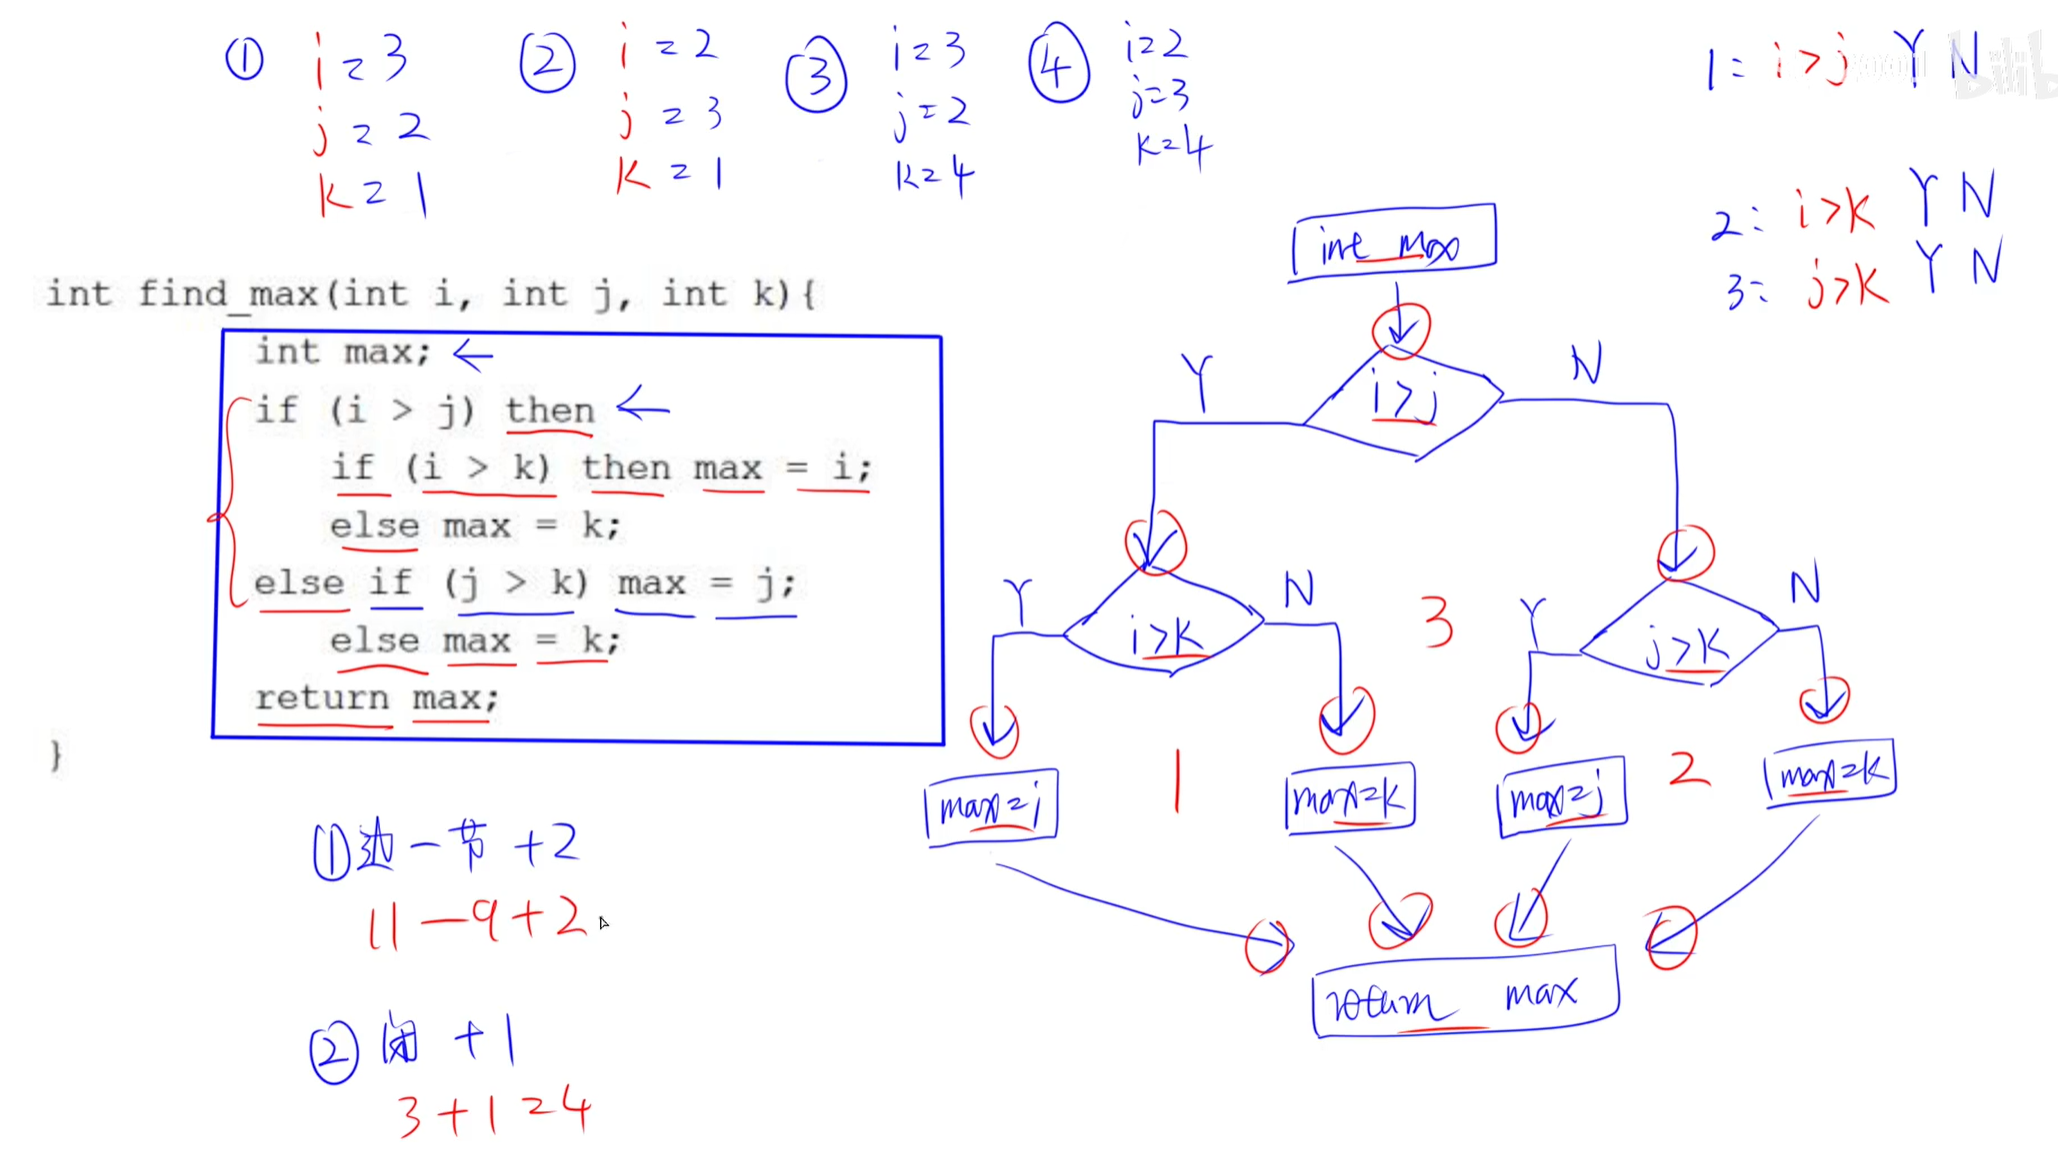 ① i=3 j=2 k=1
② i=2 j=3 k=1
③ i=3 j=2 k=4
④ i=2 j=3 k=4
1: i>j Y N
2: i>k Y N
3: j>k Y N
int find_max(int i, int j, int k){
int max; ←
if (i > j) then ←
if (i > k) then max = i;
else max = k;
else if (j > k) max = j;
else max = k;
return max;
}
int max
Y i>j N
Y i>k N
3
Y j>k N
max=i
1
max=k
max=j
2
max=k
return max
①边-节+2
11-9+2
②闭+1
3+1=4